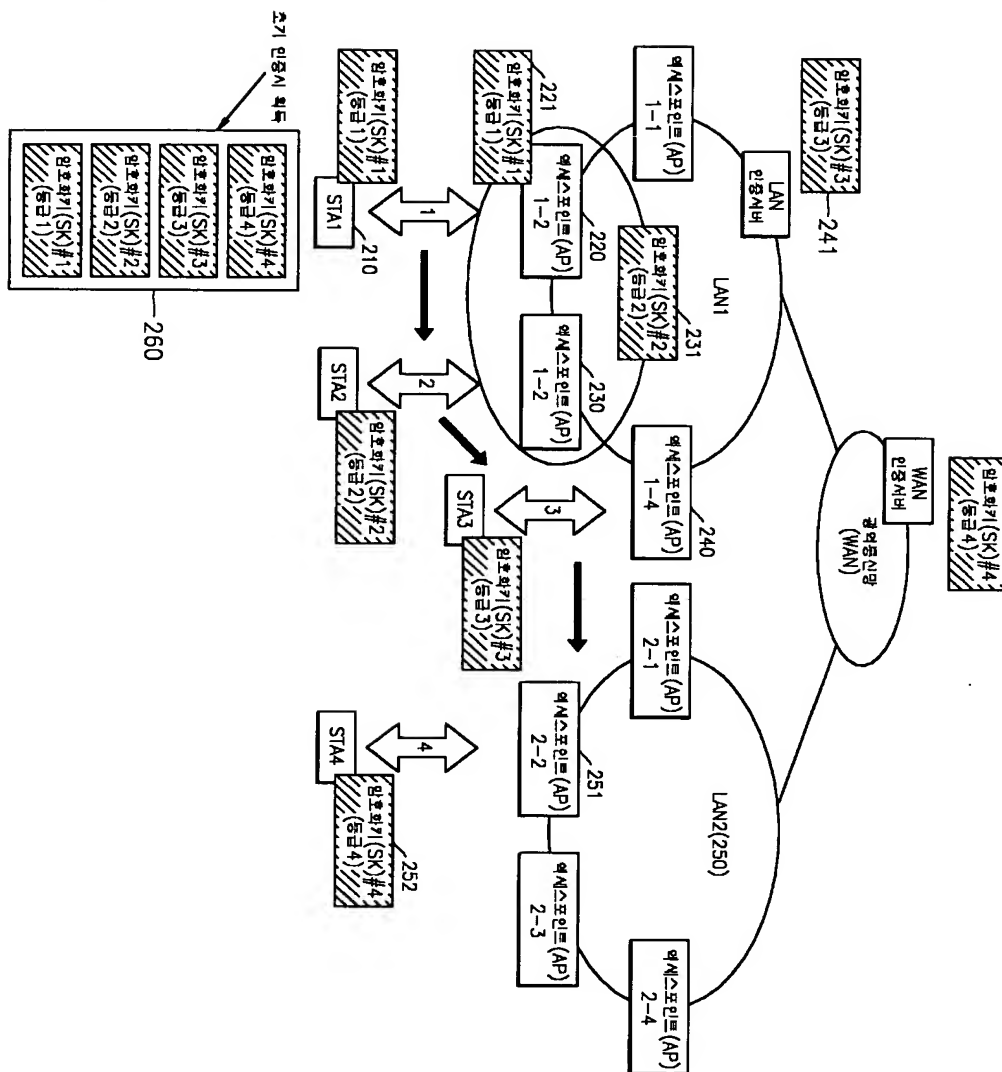 암호화키(SK)#4
(등급4)
WAN
인증서버
광역통신망
(WAN)
암호화키(SK)#3
(등급3)
241
LAN
인증서버
LAN1
LAN2(250)
액세스포인트(AP)
1-1
암호화키(SK)#2
(등급2)
231
액세스포인트(AP)
1-4
240
액세스포인트(AP)
2-1
액세스포인트(AP)
2-4
221
암호화키(SK)#1
(등급1)
액세스포인트(AP)
1-2
220
액세스포인트(AP)
1-2
230
액세스포인트(AP)
2-2
251
액세스포인트(AP)
2-3
1
2
3
4
암호화키(SK)#1
(등급1)
STA1
210
STA2
암호화키(SK)#2
(등급2)
STA3
암호화키(SK)#3
(등급3)
STA4
암호화키(SK)#4
(등급4)
252
초기 인증시 획득
암호화키(SK)#4
(등급4)
암호화키(SK)#3
(등급3)
암호화키(SK)#2
(등급2)
암호화키(SK)#1
(등급1)
260